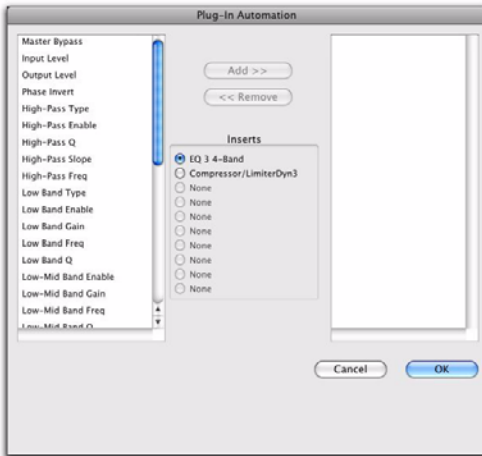 Plug-In Automation
Master Bypass
Input Level
Output Level
Phase Invert
High-Pass Type
High-Pass Enable
High-Pass Q
High-Pass Slope
High-Pass Freq
Low Band Type
Low Band Enable
Low Band Gain
Low Band Freq
Low Band Q
Low-Mid Band Enable
Low-Mid Band Gain
Low-Mid Band Freq
Low-Mid Band Q
Add >>
<< Remove
Inserts
EQ 3 4-Band
Compressor/LimiterDyn3
None
None
None
None
None
None
None
None
Cancel
OK